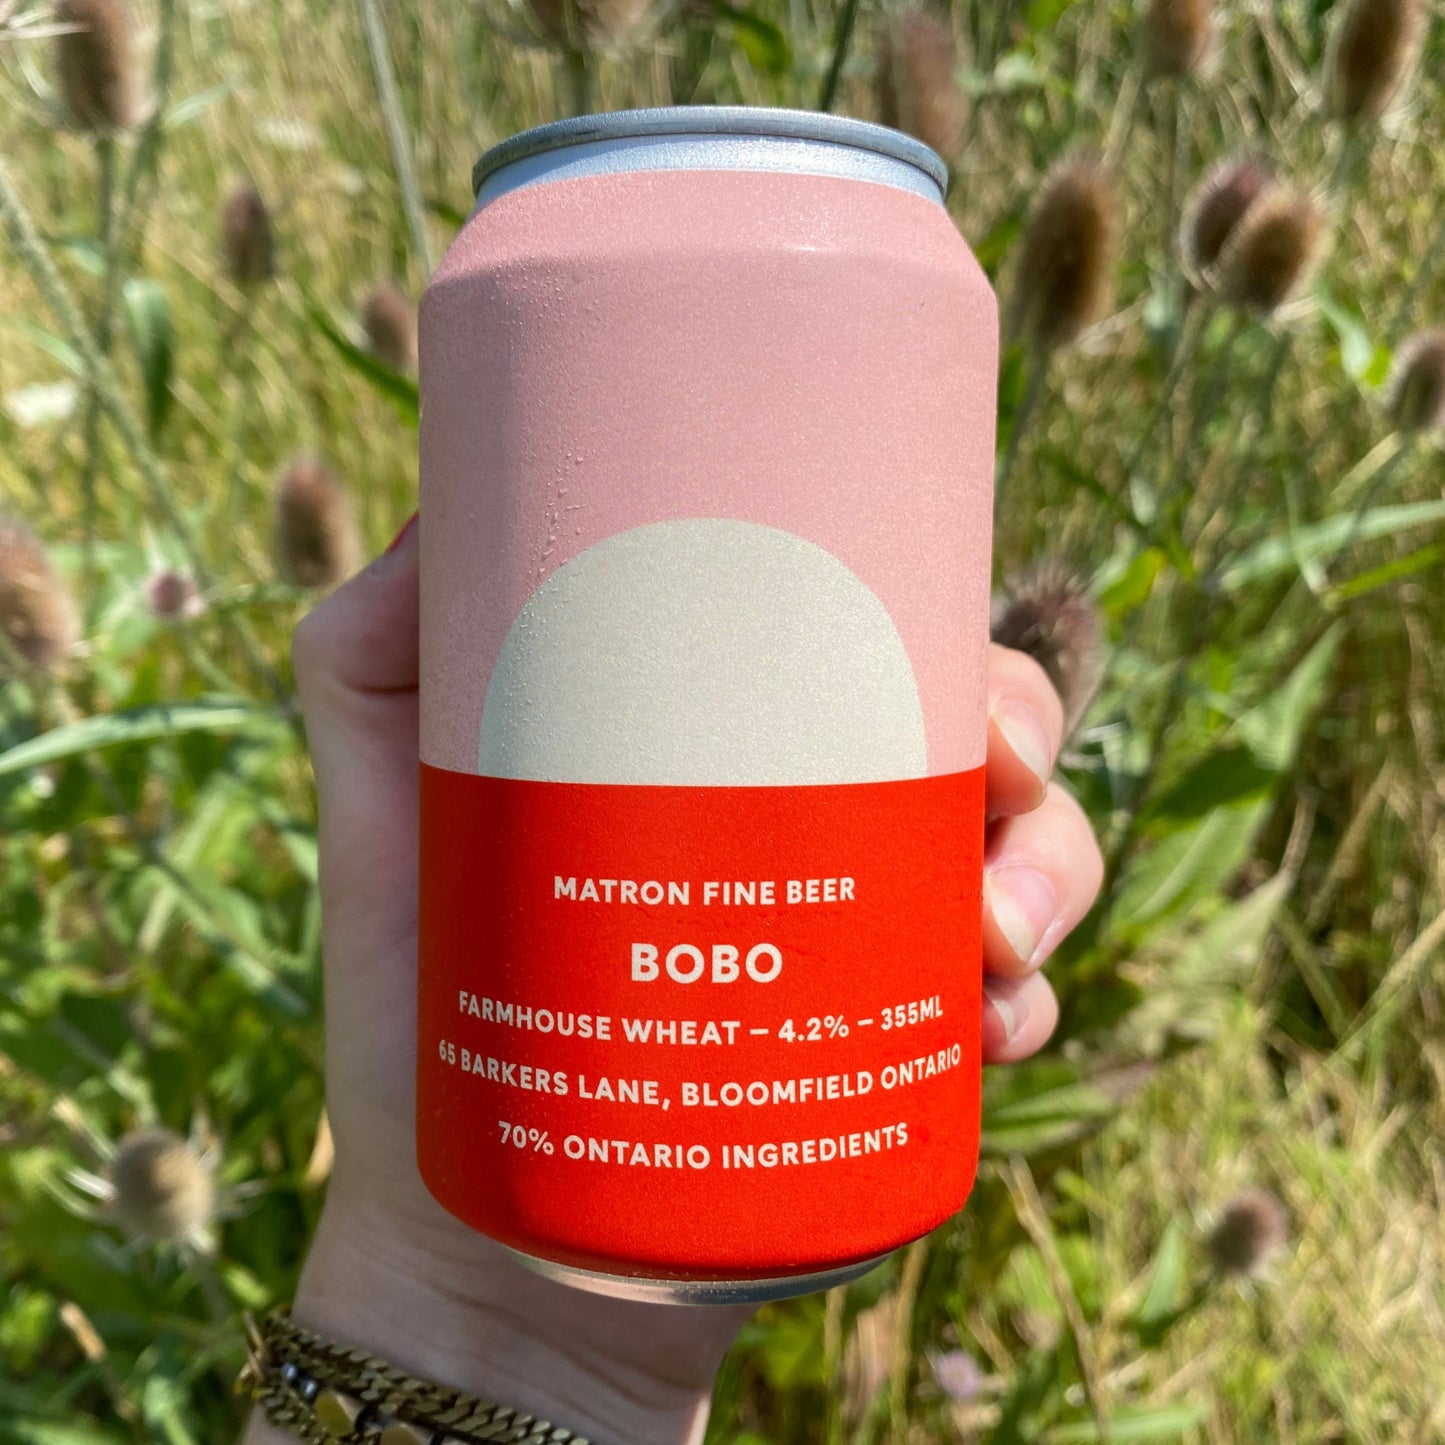 MATRON FINE BEER
BOBO
FARMHOUSE WHEAT – 4.2% – 355ML
65 BARKERS LANE, BLOOMFIELD ONTARIO
70% ONTARIO INGREDIENTS